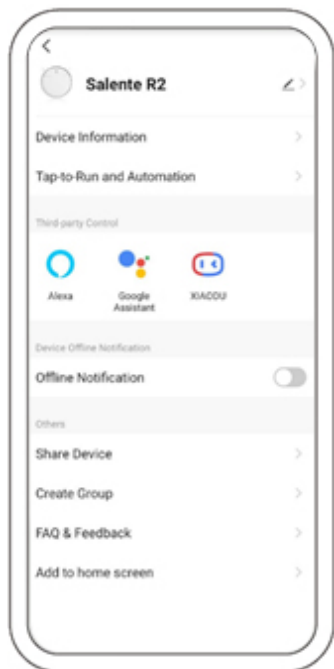 Salente R2
Device Information
Tap-to-Run and Automation
Third-party Control
Alexa
Google
Assistant
XIAODU
Device Offline Notification
Offline Notification
Others
Share Device
Create Group
FAQ & Feedback
Add to home screen